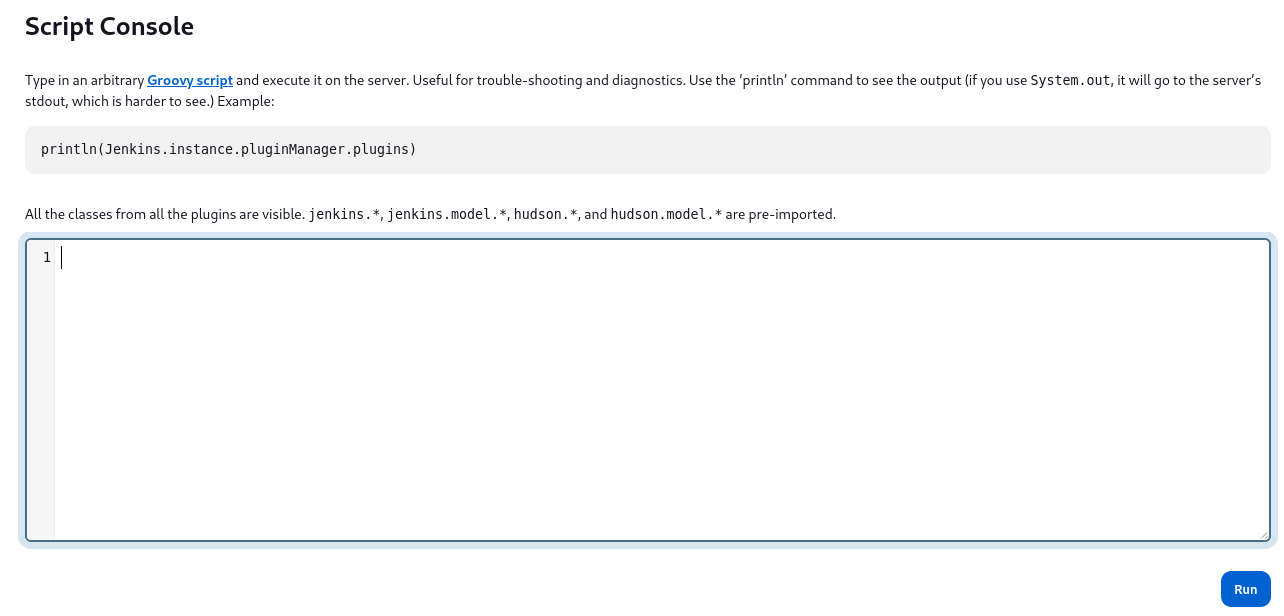 Script Console
Type in an arbitrary Groovy script and execute it on the server. Useful for trouble-shooting and diagnostics. Use the ‘println’ command to see the output (if you use System.out, it will go to the server’s
stdout, which is harder to see.) Example:
println(Jenkins.instance.pluginManager.plugins)
All the classes from all the plugins are visible. jenkins.*, jenkins.model.*, hudson.*, and hudson.model.* are pre-imported.
1
Run